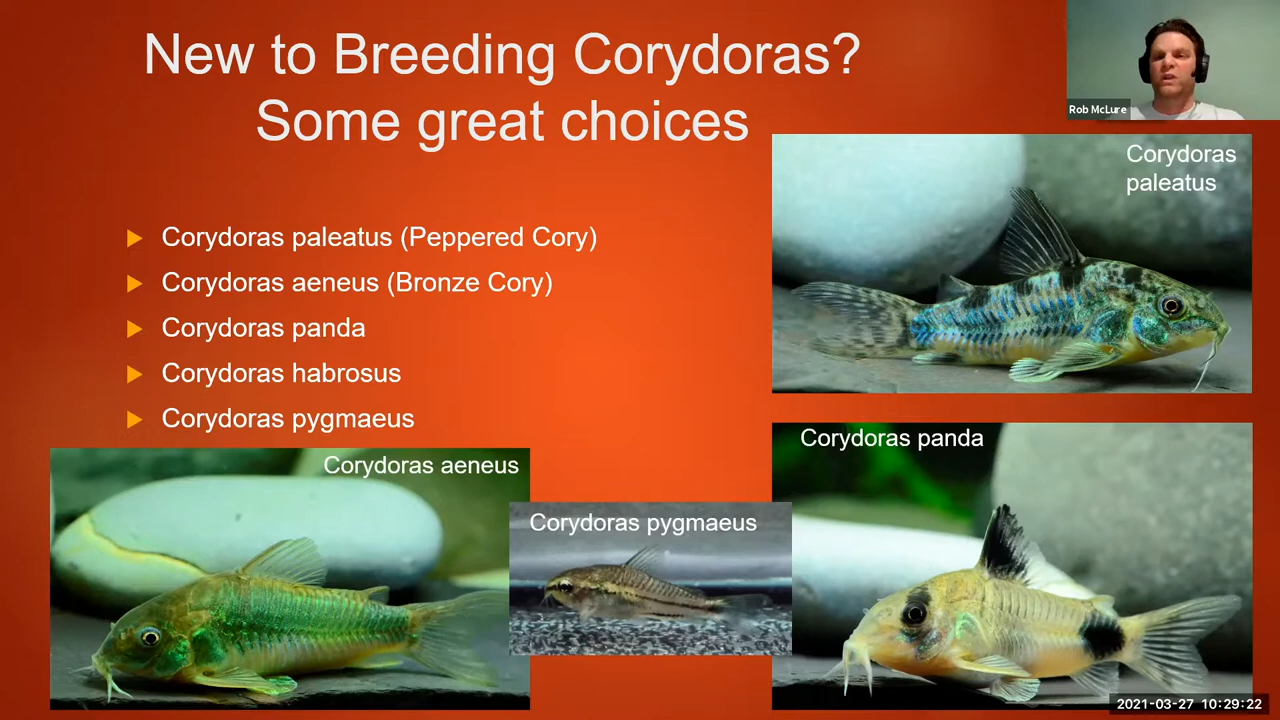 New to Breeding Corydoras?
Some great choices
Rob McLure
Corydoras
paleatus
Corydoras paleatus (Peppered Cory)
Corydoras aeneus (Bronze Cory)
Corydoras panda
Corydoras habrosus
Corydoras pygmaeus
Corydoras aeneus
Corydoras pygmaeus
Corydoras panda
2021-03-27 10:29:22